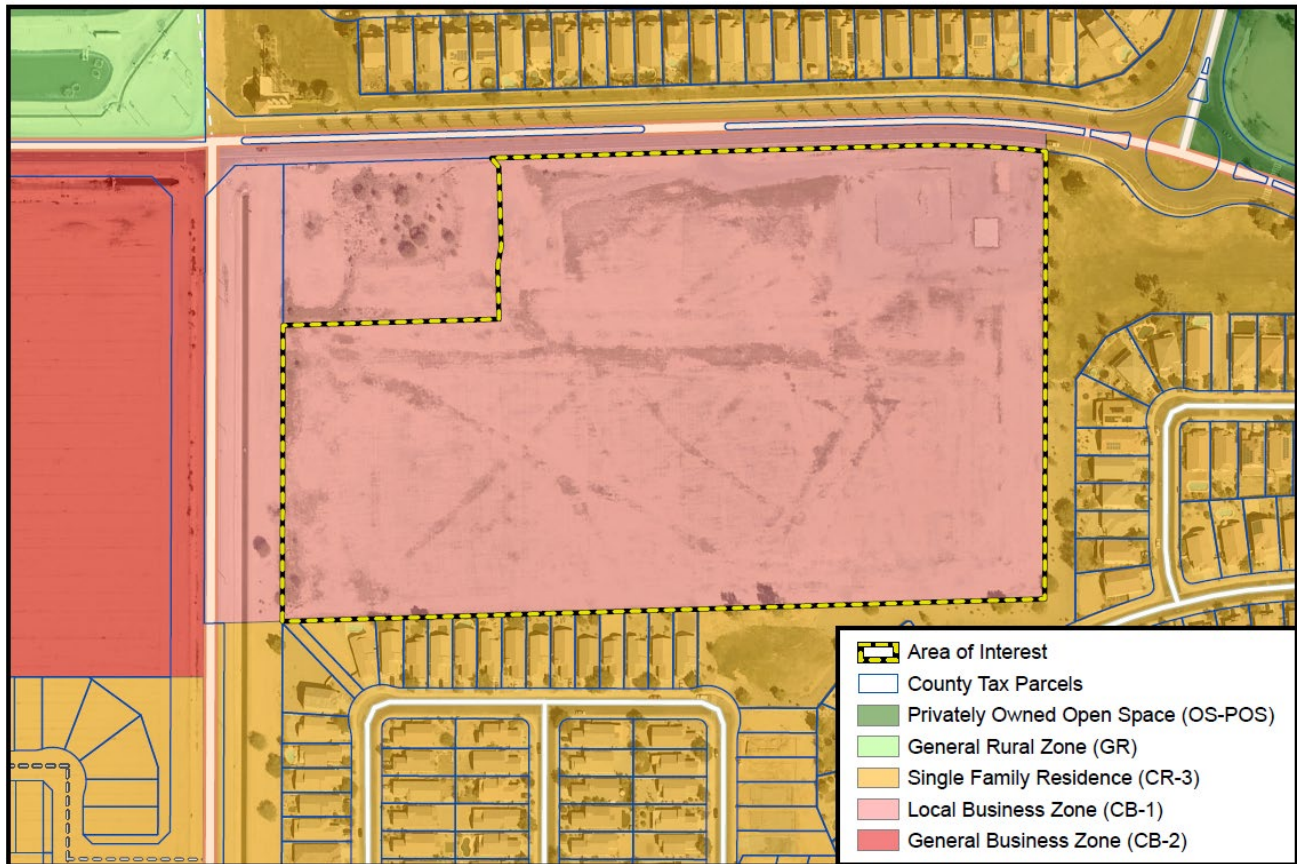 Area of Interest
County Tax Parcels
Privately Owned Open Space (OS-POS)
General Rural Zone (GR)
Single Family Residence (CR-3)
Local Business Zone (CB-1)
General Business Zone (CB-2)